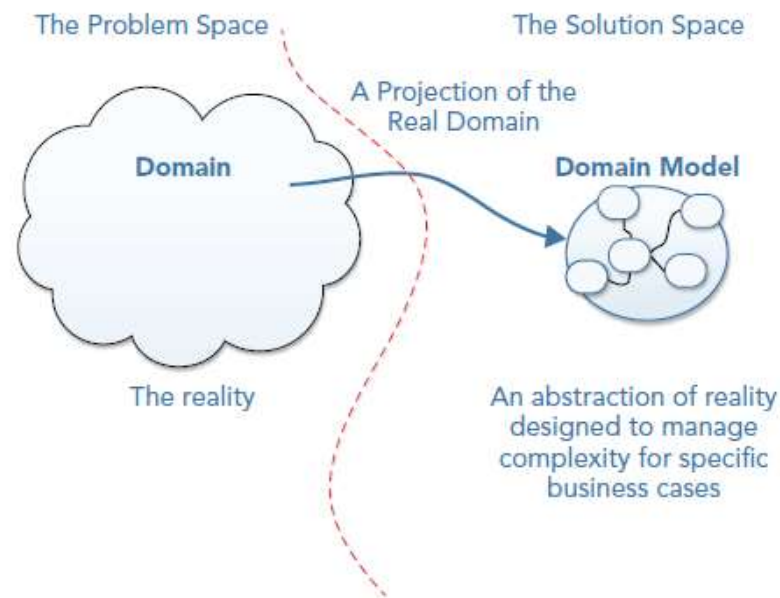 The Problem Space
The Solution Space
A Projection of the
Real Domain
Domain
Domain Model
The reality
An abstraction of reality
designed to manage
complexity for specific
business cases